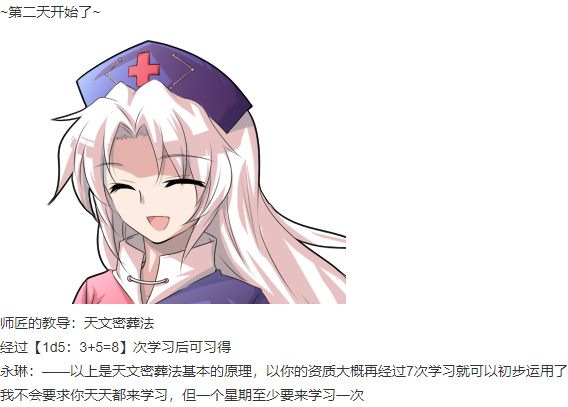 ~第二天开始了~
师匠的教导：天文密葬法
经过【1d5：3+5=8】次学习后可习得
永琳：——以上是天文密葬法基本的原理，以你的资质大概再经过7次学习就可以初步运用了
我不会要求你天天都来学习，但一个星期至少要来学习一次